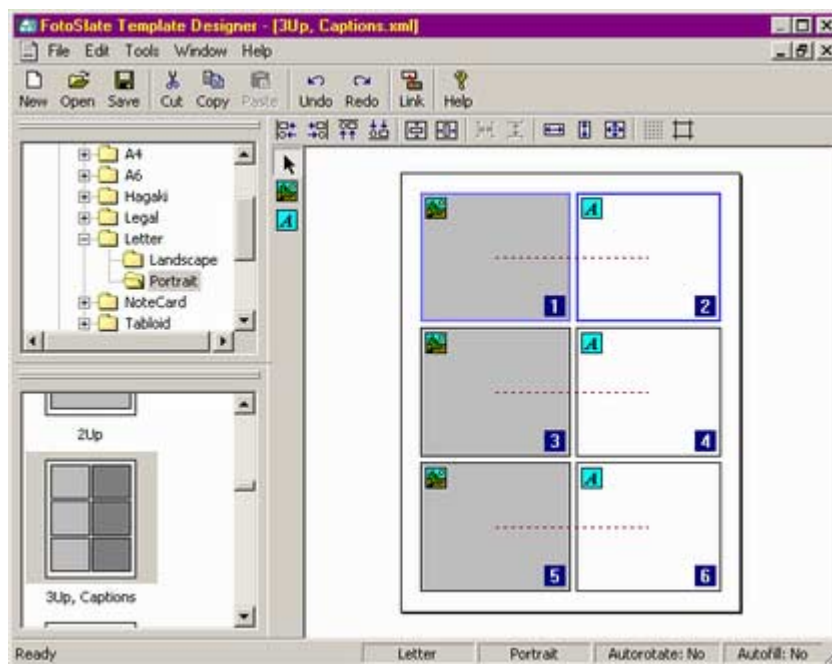 FotoSlate Template Designer - [3Up, Captions.xml]
File Edit Tools Window Help
New Open Save Cut Copy Paste Undo Redo Link Help
A4
A6
Hagaki
Legal
Letter
Landscape
Portrait
NoteCard
Tabloid
2Up
3Up, Captions
A
1
A
2
3
A
4
5
A
6
A
Ready Letter Portrait Autorotate: No Autofill: No